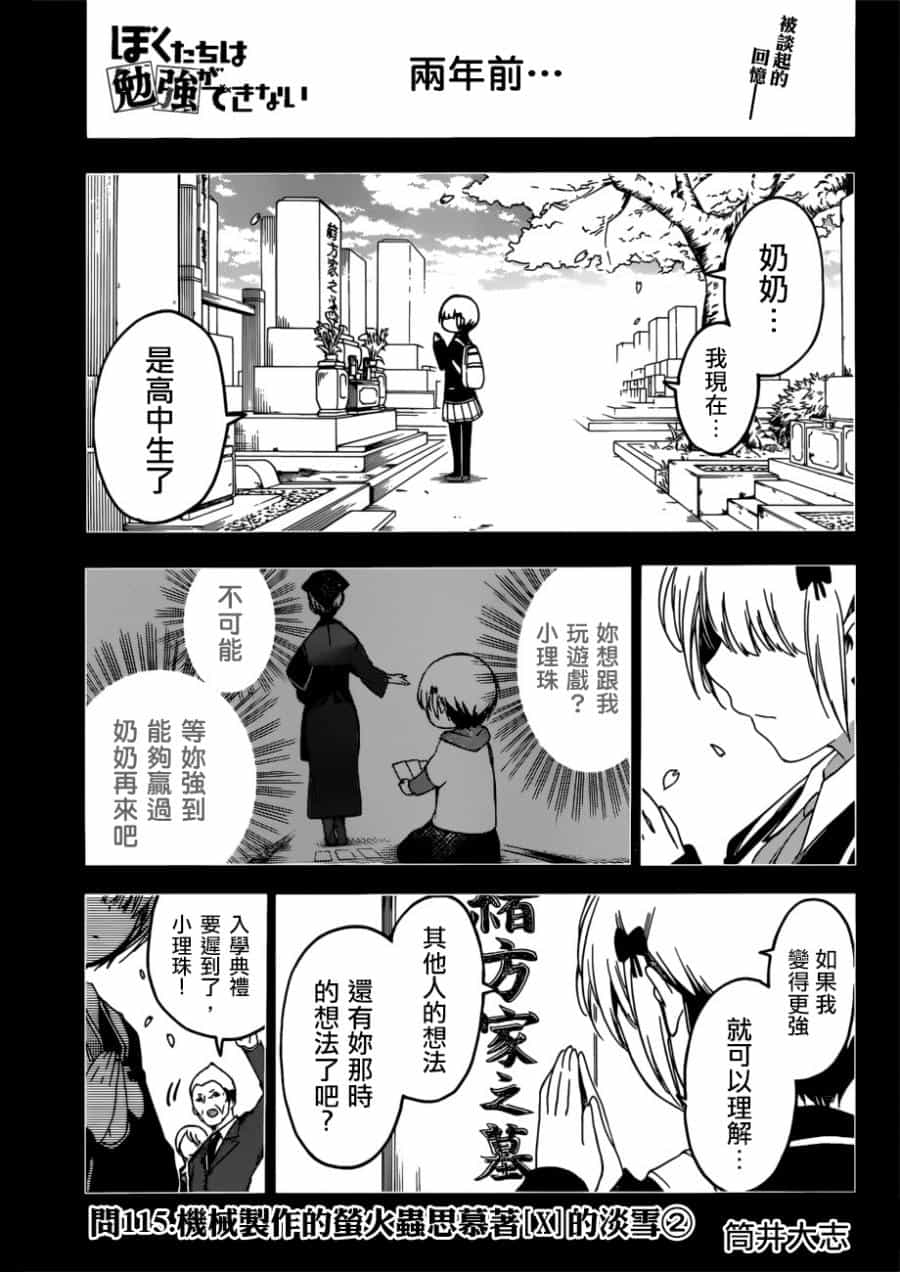 被談起的
回憶——
兩年前…
ぼくたちは
勉強が
できない
奶奶…
我現在…
緒方家之
是高中生了
妳想跟我
玩遊戲？
小理珠
不可能
等妳強到
能夠贏過
奶奶再來吧
如果我
變得更強
就可以理解…
緒方家之墓
其他人的想法
還有妳那時
的想法了吧？
入學典禮
要遲到了，
小理珠！
問115.機械製作的螢火蟲思慕著[X]的淡雪②
筒井大志